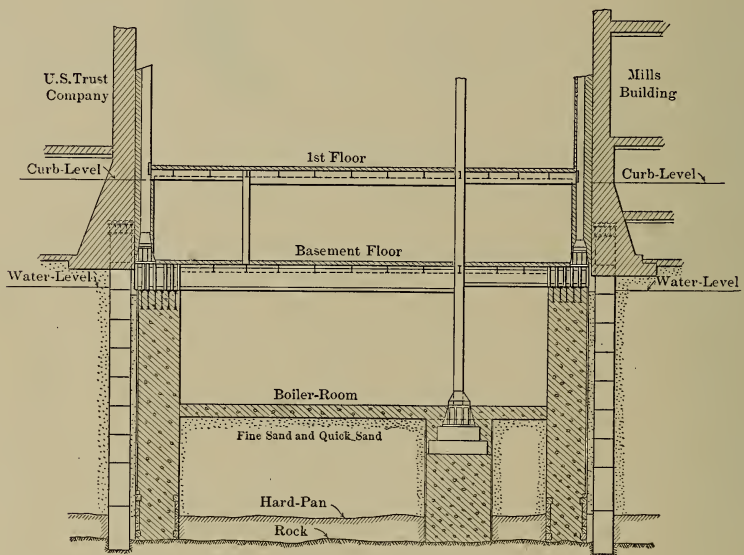 U.S.Trust
Company
Mills
Building
1st Floor
Curb-Level
Curb-Level
Basement Floor
Water-Level
Water-Level
Boiler-Room
Fine Sand and Quick Sand
Hard-Pan
Rock